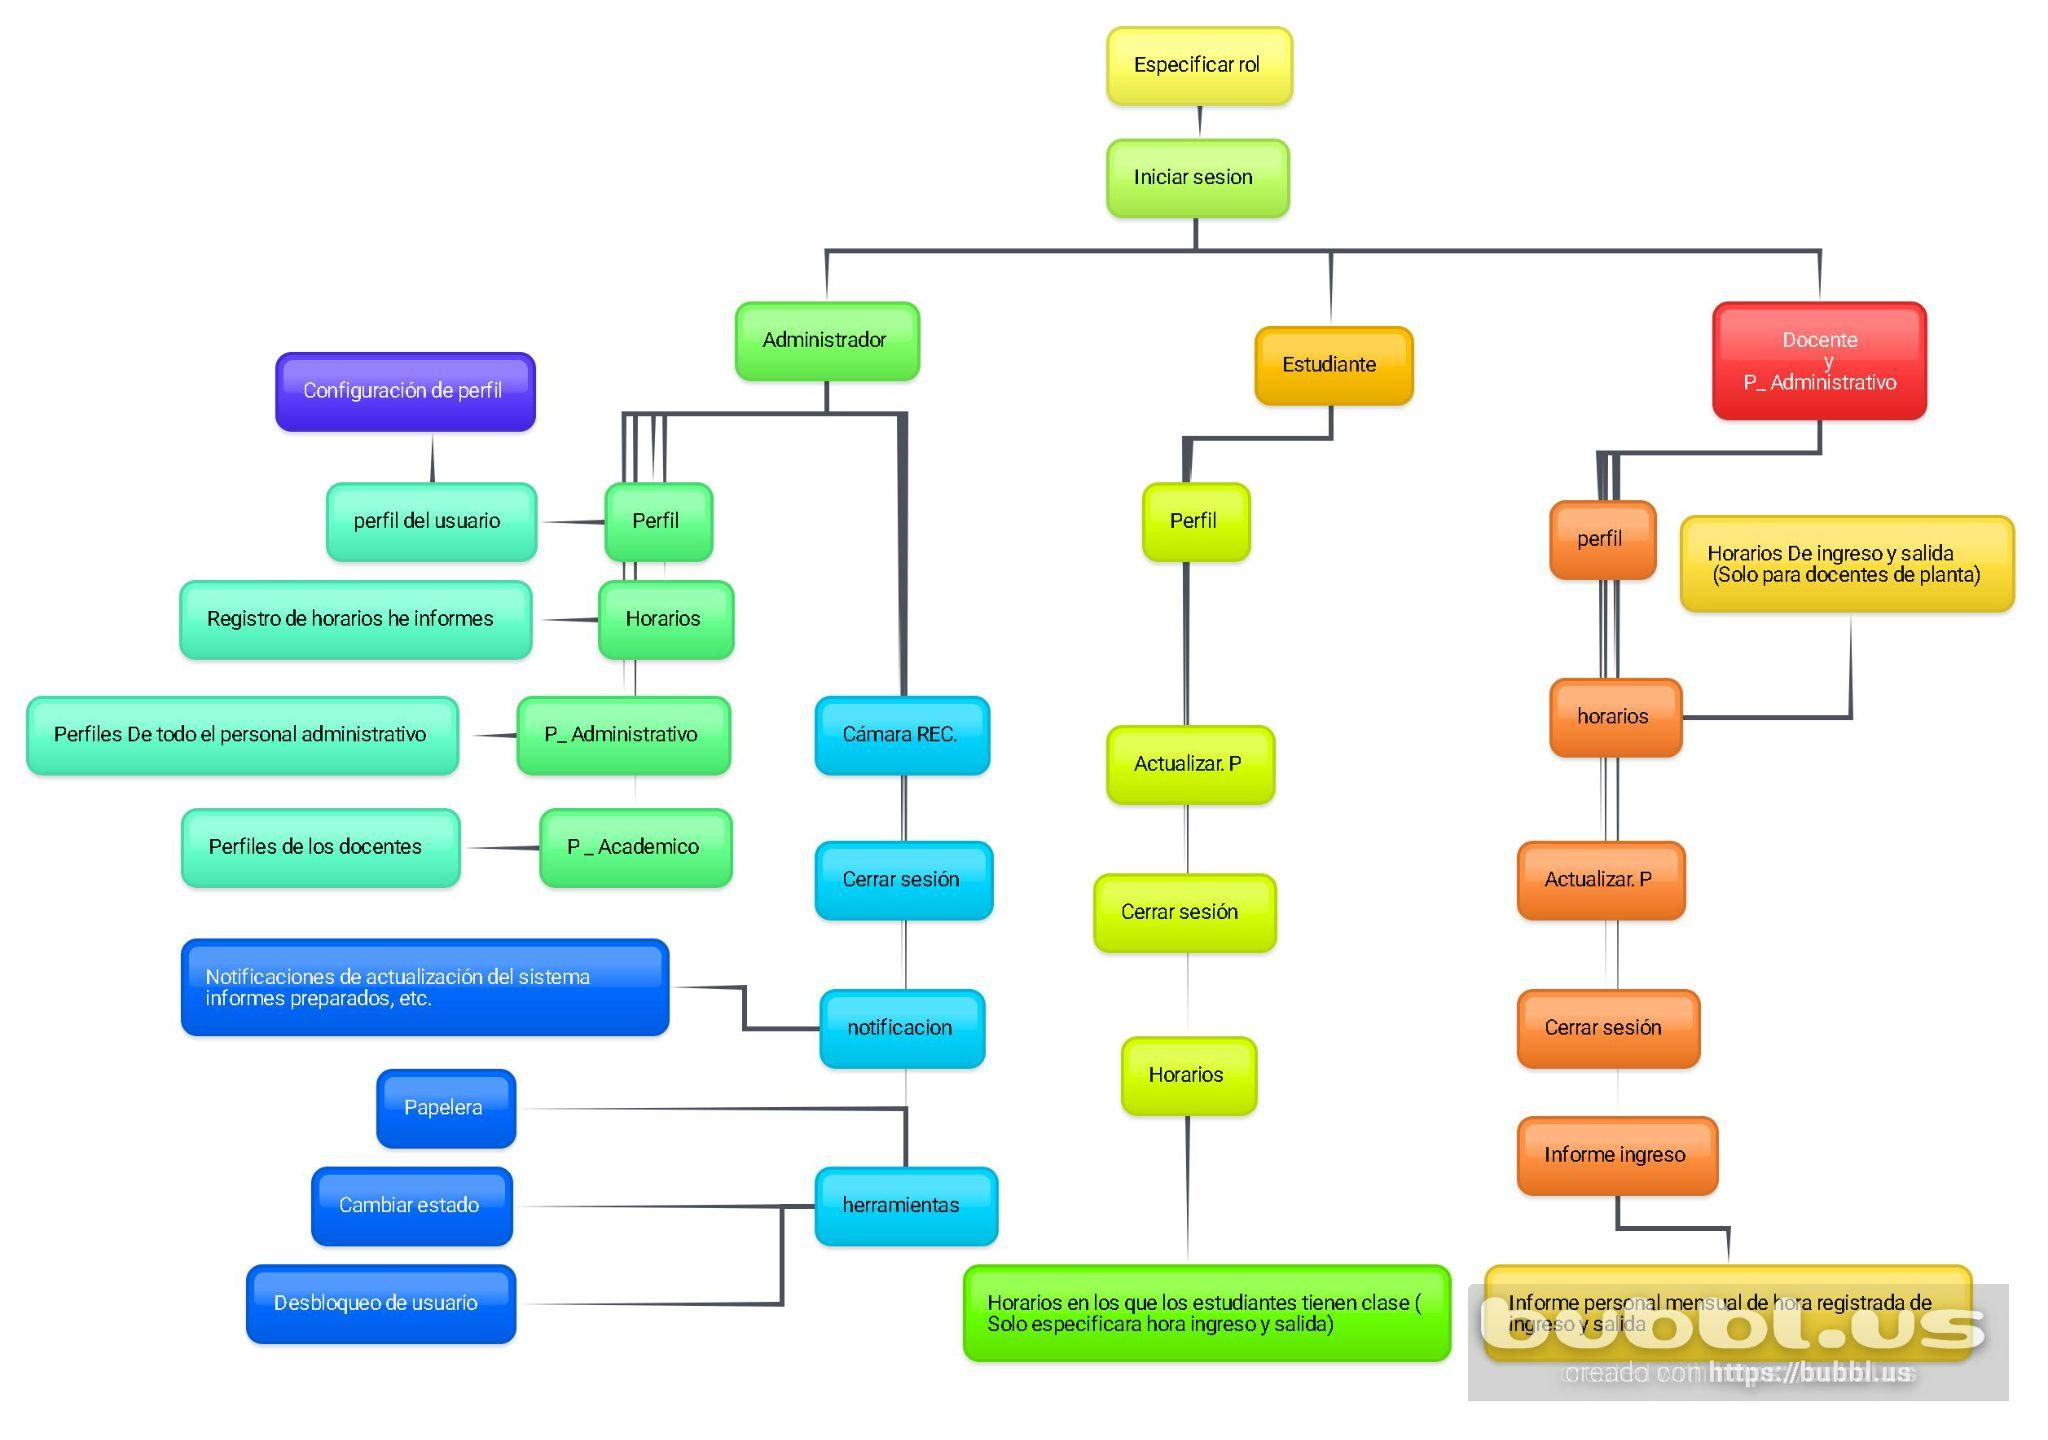 Especificar rol
Iniciar sesion
Administrador
Estudiante
Docente
y
P_ Administrativo
Configuración de perfil
perfil del usuario
Perfil
Registro de horarios he informes
Horarios
Perfiles De todo el personal administrativo
P_ Administrativo
Perfiles de los docentes
P _ Academico
Cámara REC.
Cerrar sesión
Notificaciones de actualización del sistema
informes preparados, etc.
notificacion
Papelera
Cambiar estado
herramientas
Desbloqueo de usuario
Perfil
Actualizar. P
Cerrar sesión
Horarios
Horarios en los que los estudiantes tienen clase (
Solo especificara hora ingreso y salida)
perfil
Horarios De ingreso y salida
(Solo para docentes de planta)
horarios
Actualizar. P
Cerrar sesión
Informe ingreso
Informe personal mensual de hora registrada de
ingreso y salida
bubbl.us
creado con https://bubbl.us